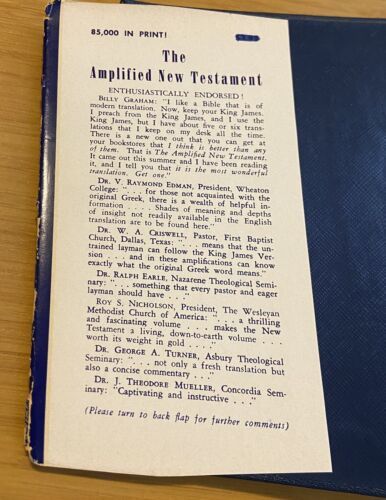 85,000 IN PRINT!
The
Amplified New Testament
ENTHUSIASTICALLY ENDORSED!
BILLY GRAHAM: "I like a Bible that is of
modern translation. Now, keep your King James.
I preach from the King James, and I use the
King James, but I have about five or six trans-
lations that I keep on my desk all the time.
There is a new one out that you can get at
your bookstores that I think is better than any
of them. That is The Amplified New Testament.
It came out this summer and I have been reading
it, and I tell you that it is the most wonderful
translation. Get one."
DR. V. RAYMOND EDMAN, President, Wheaton
College: ". . . for those not acquainted with the
original Greek, there is a wealth of helpful in-
formation . . . . Shades of meaning and depths
of insight not readily available in the English
translation are to be found here."
DR. W. A. CRISWELL, Pastor, First Baptist
Church, Dallas, Texas: ". . . means that the un-
trained layman can follow the King James Ver-
sion . . . . and in these amplifications can know
exactly what the original Greek word means."
DR. RALPH EARLE, Nazarene Theological Semi-
nary: ". . . something that every pastor and eager
layman should have . . ."
ROY S. NICHOLSON, President, The Wesleyan
Methodist Church of America: ". . . a thrilling
and fascinating volume . . . . makes the New
Testament a living, down-to-earth volume . . .
worth its weight in gold . . . ."
DR. GEORGE A. TURNER, Asbury Theological
Seminary: ". . . not only a fresh translation but
also a concise commentary . . ."
DR. J. THEODORE MUELLER, Concordia Sem-
inary: "Captivating and instructive . . ."
(Please turn to back flap for further comments)